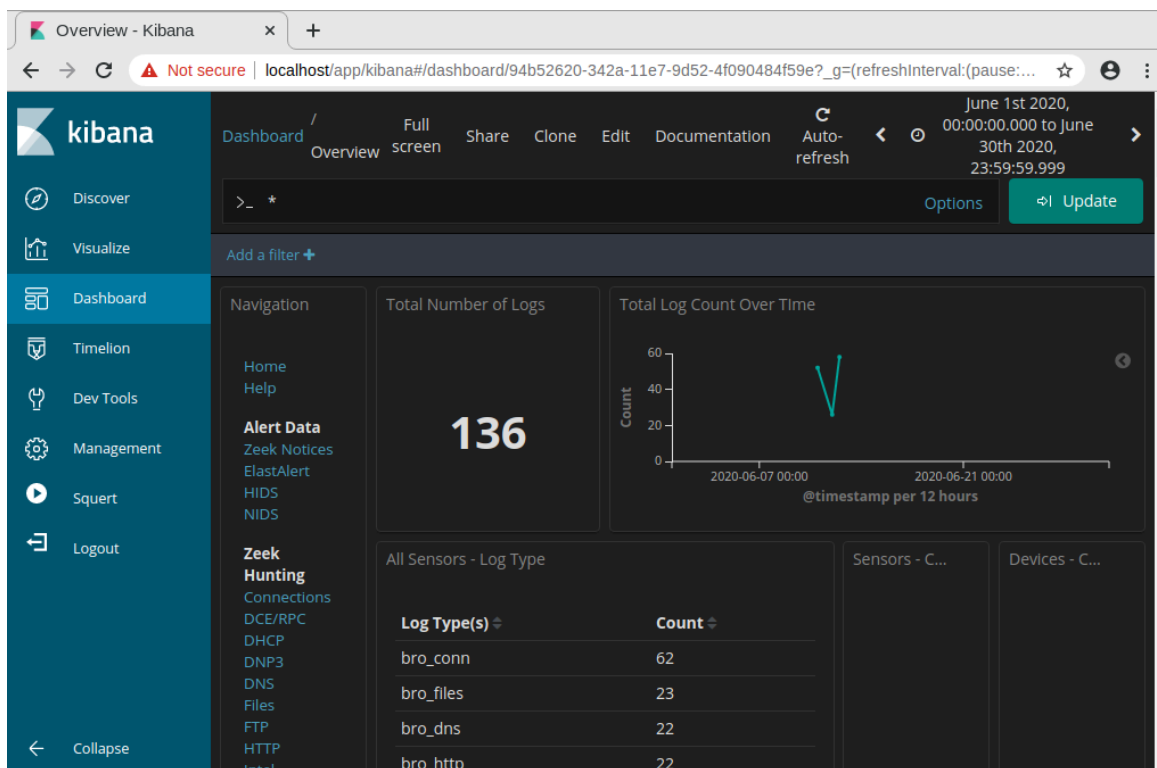 Overview - Kibana
Not secure | localhost/app/kibana#/dashboard/94b52620-342a-11e7-9d52-4f090484f59e?_g=(refreshInterval:(pause:...
kibana
Discover
Visualize
Dashboard
Timelion
Dev Tools
Management
Squert
Logout
Collapse
Dashboard / Overview
Full screen
Share
Clone
Edit
Documentation
Auto-refresh
June 1st 2020,
00:00:00.000 to June
30th 2020,
23:59:59.999
>_ *
Options
Update
Add a filter +
Navigation
Home
Help
Alert Data
Zeek Notices
ElastAlert
HIDS
NIDS
Zeek
Hunting
Connections
DCE/RPC
DHCP
DNP3
DNS
Files
FTP
HTTP
Intel
Total Number of Logs
136
Total Log Count Over TIme
Count
60
40
20
0
2020-06-07 00:00
2020-06-21 00:00
@timestamp per 12 hours
All Sensors - Log Type
Log Type(s) Count
bro_conn 62
bro_files 23
bro_dns 22
bro_http 22
Sensors - C...
Devices - C...